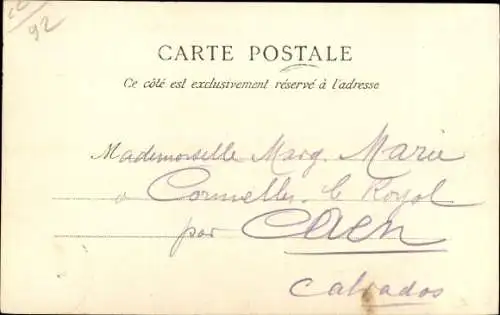 92
CARTE POSTALE
Ce côté est exclusivement réservé à l'adresse
Mademoiselle Marg. Marie
à Cormelles le Royal
par Caen
Calvados